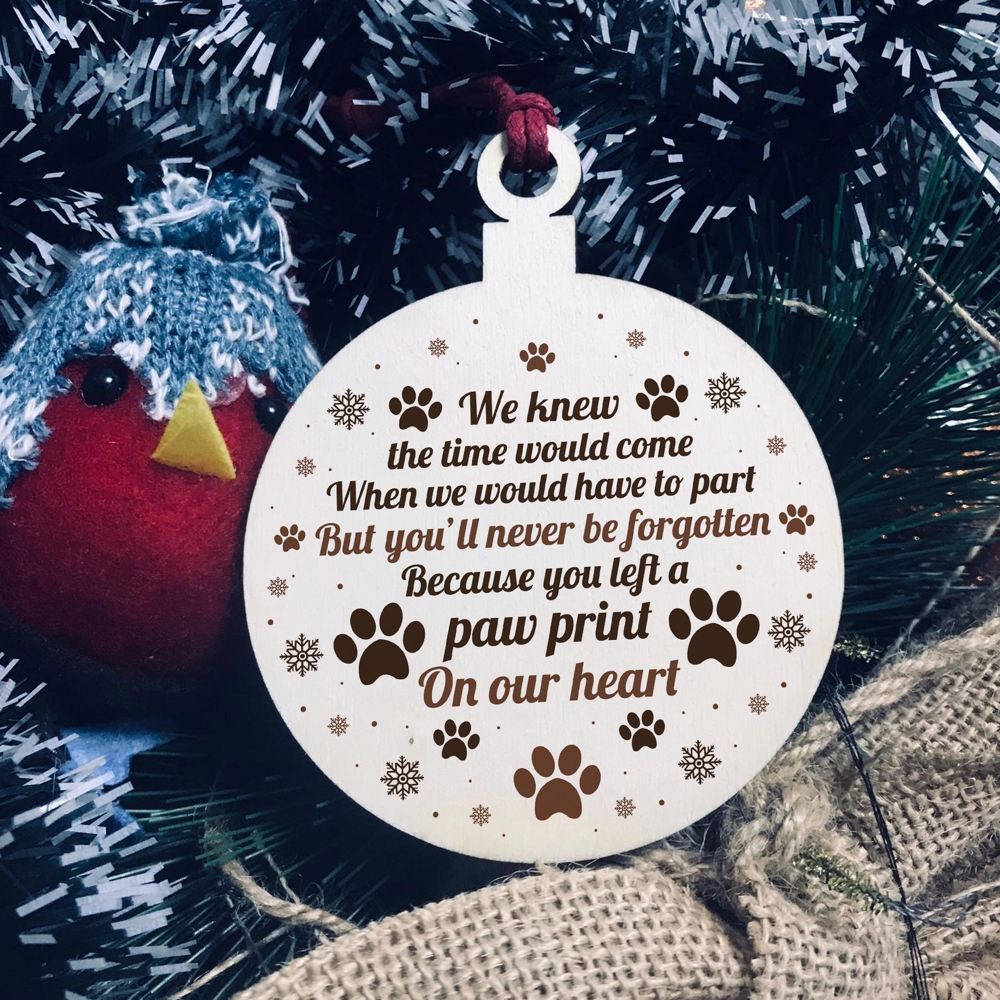 We knew
the time would come
When we would have to part
But you'll never be forgotten
Because you left a
paw print
On our heart